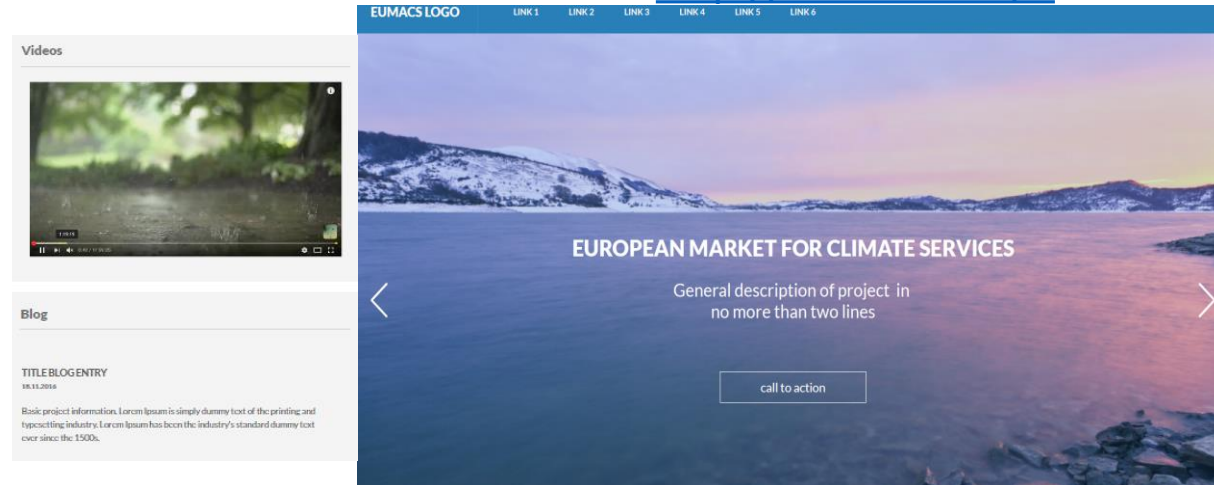 EUMACS LOGO LINK 1 LINK 2 LINK 3 LINK 4 LINK 5 LINK 6
Videos
Blog
TITLE BLOG ENTRY
18.11.2016
Basic project information. Lorem Ipsum is simply dummy text of the printing and
typesetting industry. Lorem Ipsum has been the industry's standard dummy text
ever since the 1500s.
EUROPEAN MARKET FOR CLIMATE SERVICES
General description of project in
no more than two lines
call to action